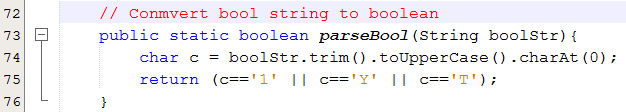 72 // Conmvert bool string to boolean
73 public static boolean parseBool(String boolStr){
74 char c = boolStr.trim().toUpperCase().charAt(0);
75 return (c=='1' || c=='Y' || c=='T');
76 }